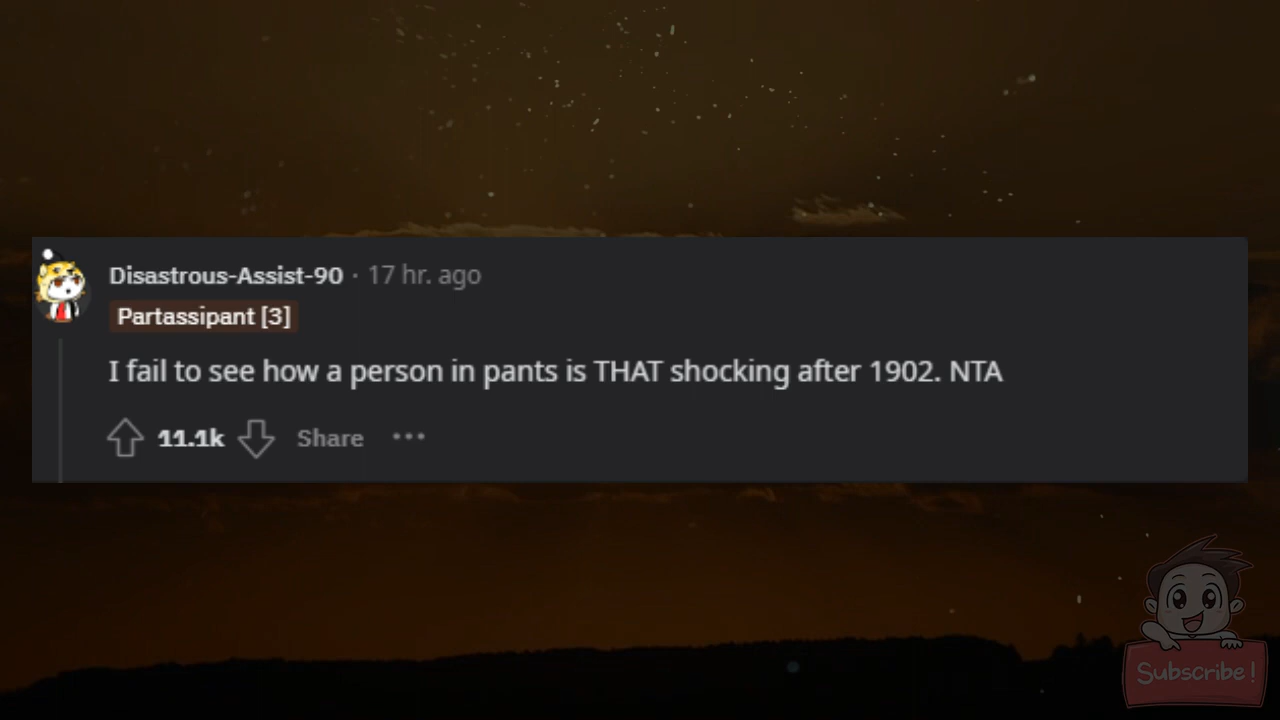 Disastrous-Assist-90 · 17 hr. ago
Partassipant [3]
I fail to see how a person in pants is THAT shocking after 1902. NTA
11.1k Share ···
Subscribe!